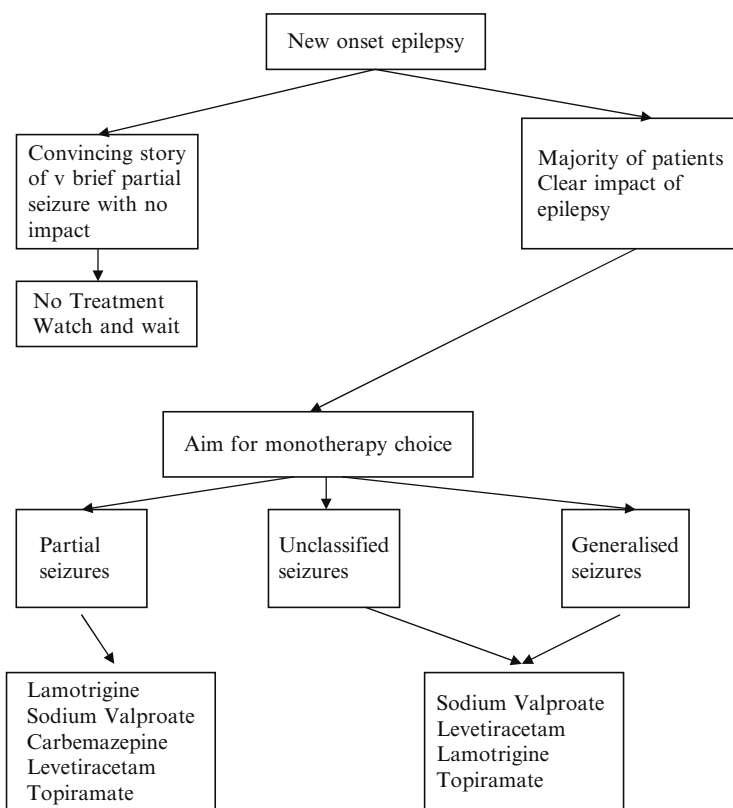 New onset epilepsy
Convincing story
of v brief partial
seizure with no
impact
Majority of patients
Clear impact of
epilepsy
No Treatment
Watch and wait
Aim for monotherapy choice
Partial
seizures
Unclassified
seizures
Generalised
seizures
Lamotrigine
Sodium Valproate
Carbemazepine
Levetiracetam
Topiramate
Sodium Valproate
Levetiracetam
Lamotrigine
Topiramate